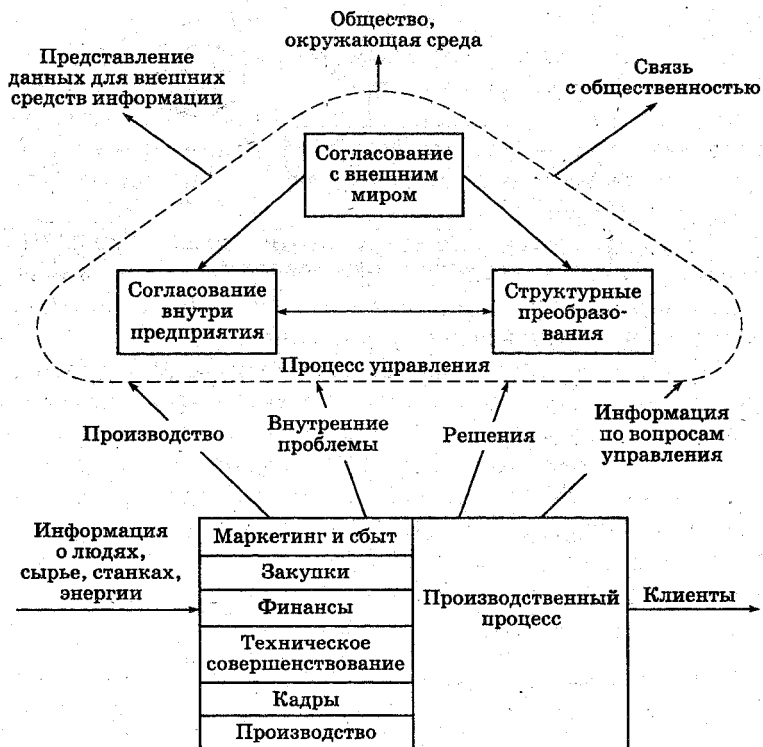 Общество,
окружающая среда
Представление
данных для внешних
средств информации
Связь
с общественностью
Согласование
с внешним
миром
Согласование
внутри
предприятия
Структурные
преобразо-
вания
Процесс управления
Производство
Внутренние
проблемы
Решения
Информация
по вопросам
управления
Информация
о людях,
сырье, станках,
энергии
Маркетинг и сбыт
Закупки
Финансы
Техническое
совершенствование
Кадры
Производство
Производственный
процесс
Клиенты